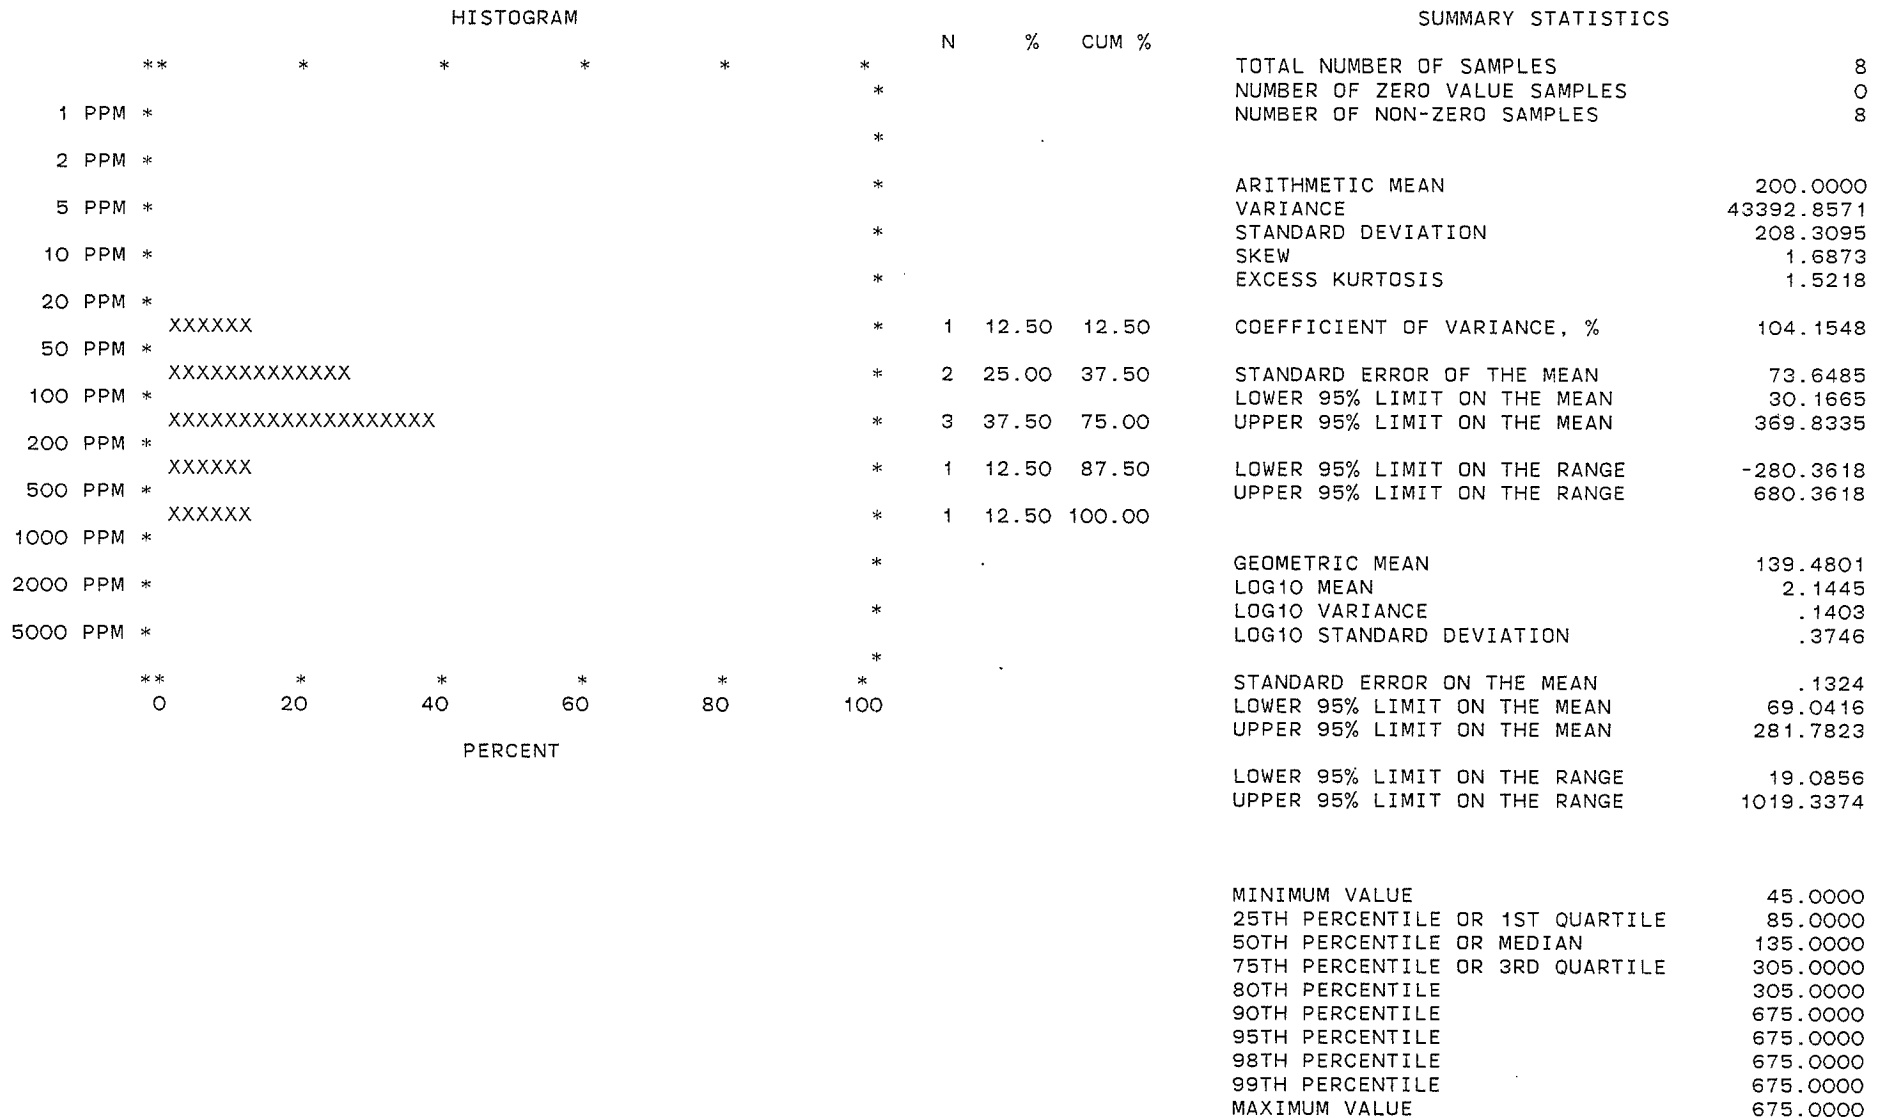 HISTOGRAM SUMMARY STATISTICS
N % CUM %
** * * * * * TOTAL NUMBER OF SAMPLES 8
* NUMBER OF ZERO VALUE SAMPLES 0
1 PPM * NUMBER OF NON-ZERO SAMPLES 8
*
2 PPM *
* ARITHMETIC MEAN 200.0000
5 PPM * VARIANCE 43392.8571
* STANDARD DEVIATION 208.3095
10 PPM * SKEW 1.6873
* EXCESS KURTOSIS 1.5218
20 PPM *
XXXXXX * 1 12.50 12.50 COEFFICIENT OF VARIANCE, % 104.1548
50 PPM *
XXXXXXXXXXXXX * 2 25.00 37.50 STANDARD ERROR OF THE MEAN 73.6485
100 PPM * LOWER 95% LIMIT ON THE MEAN 30.1665
XXXXXXXXXXXXXXXXXXX * 3 37.50 75.00 UPPER 95% LIMIT ON THE MEAN 369.8335
200 PPM *
XXXXXX * 1 12.50 87.50 LOWER 95% LIMIT ON THE RANGE -280.3618
500 PPM * UPPER 95% LIMIT ON THE RANGE 680.3618
XXXXXX * 1 12.50 100.00
1000 PPM *
* GEOMETRIC MEAN 139.4801
2000 PPM * LOG10 MEAN 2.1445
* LOG10 VARIANCE .1403
5000 PPM * LOG10 STANDARD DEVIATION .3746
*
** * * * * * STANDARD ERROR ON THE MEAN .1324
0 20 40 60 80 100 LOWER 95% LIMIT ON THE MEAN 69.0416
UPPER 95% LIMIT ON THE MEAN 281.7823
PERCENT
LOWER 95% LIMIT ON THE RANGE 19.0856
UPPER 95% LIMIT ON THE RANGE 1019.3374
MINIMUM VALUE 45.0000
25TH PERCENTILE OR 1ST QUARTILE 85.0000
50TH PERCENTILE OR MEDIAN 135.0000
75TH PERCENTILE OR 3RD QUARTILE 305.0000
80TH PERCENTILE 305.0000
90TH PERCENTILE 675.0000
95TH PERCENTILE 675.0000
98TH PERCENTILE 675.0000
99TH PERCENTILE 675.0000
MAXIMUM VALUE 675.0000